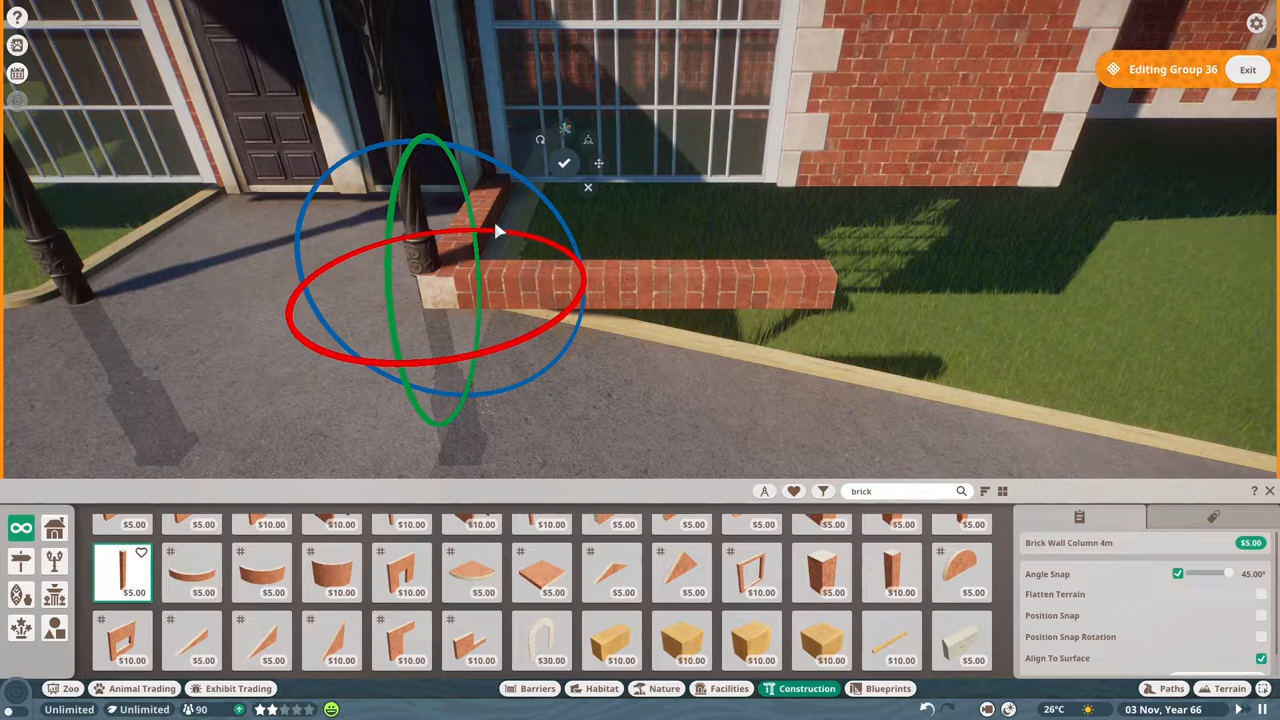 ?
Editing Group 36
Exit
brick
? ×
$5.00 $5.00 $10.00 $10.00 $10.00 $10.00 $5.00 $5.00 $5.00 $5.00 $5.00 $5.00 $5.00
$5.00 $5.00 $10.00 $10.00 $10.00 $5.00 $5.00 $5.00 $5.00 $10.00 $5.00 $10.00 $5.00
$10.00 $5.00 $5.00 $10.00 $10.00 $10.00 $30.00 $10.00 $10.00 $10.00 $10.00 $10.00 $5.00
Brick Wall Column 4m $5.00
Angle Snap 45.00°
Flatten Terrain
Position Snap
Position Snap Rotation
Align To Surface
Zoo Animal Trading Exhibit Trading Barriers Habitat Nature Facilities Construction Blueprints Paths Terrain
Unlimited Unlimited 90 26°C 03 Nov, Year 66